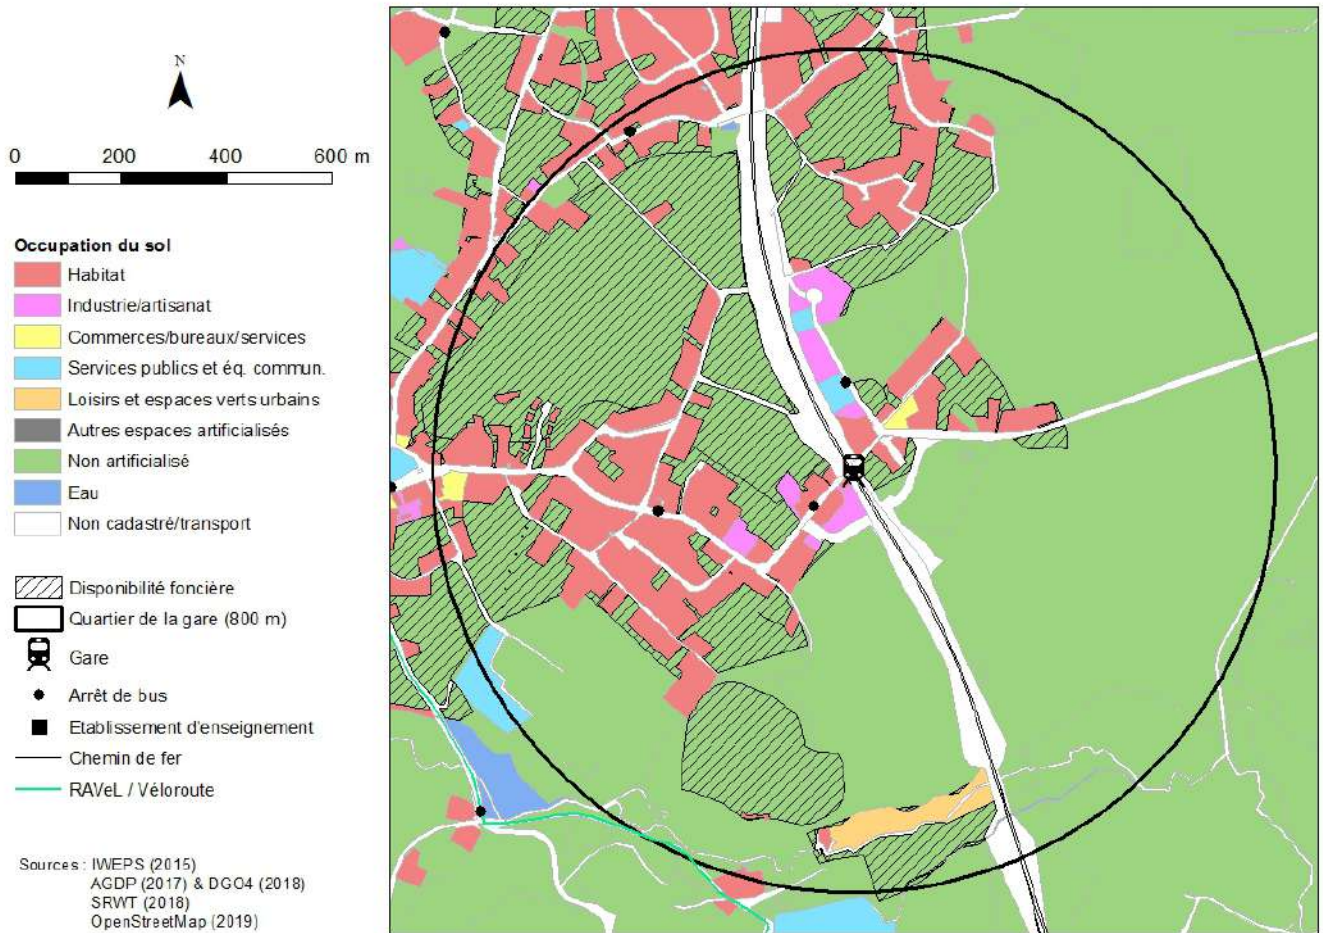 N
0 200 400 600 m
Occupation du sol
Habitat
Industrie/artisanat
Commerces/bureaux/services
Services publics et éq. commun.
Loisirs et espaces verts urbains
Autres espaces artificialisés
Non artificialisé
Eau
Non cadastré/transport
Disponibilité foncière
Quartier de la gare (800 m)
Gare
Arrêt de bus
Etablissement d'enseignement
Chemin de fer
RAVeL / Véloroute
Sources : IWEPS (2015)
AGDP (2017) & DGO4 (2018)
SRWT (2018)
OpenStreetMap (2019)